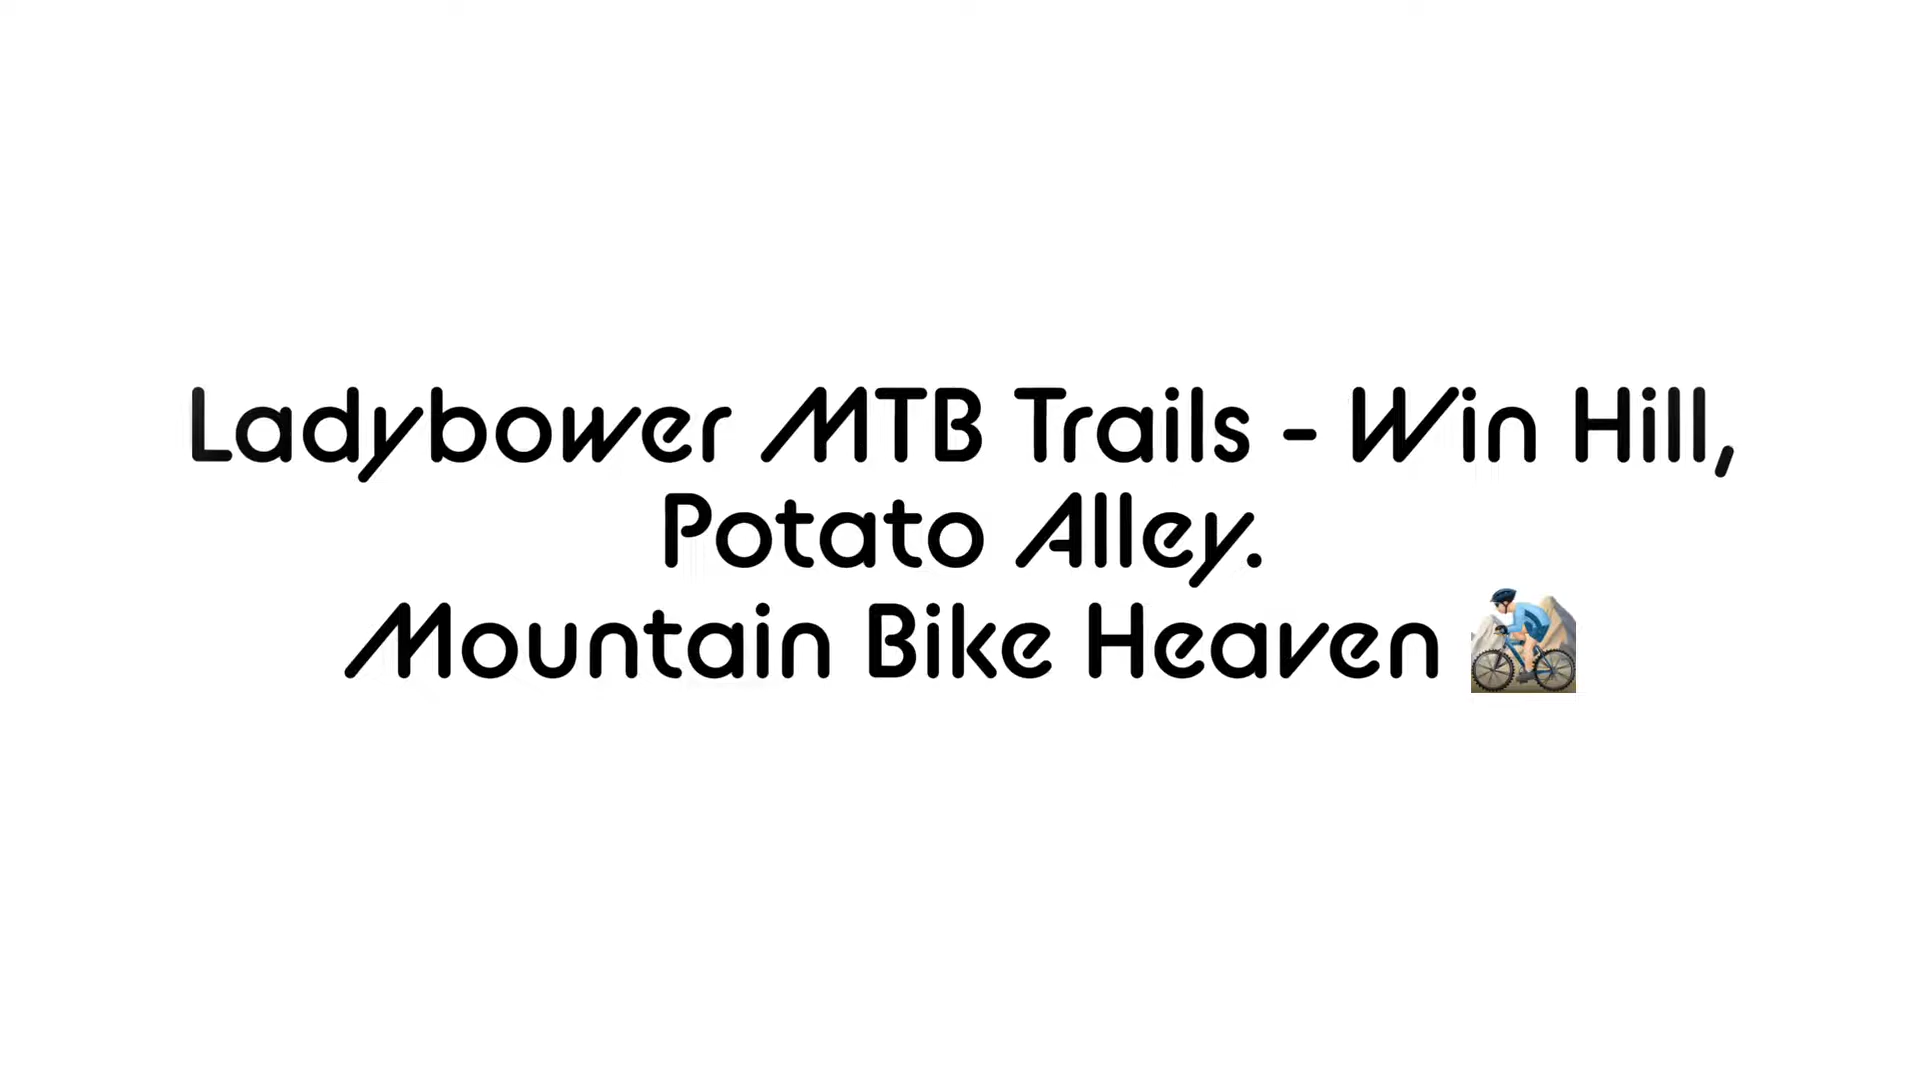 Ladybower MTB Trails - Win Hill,
Potato Alley.
Mountain Bike Heaven 🚵🏻